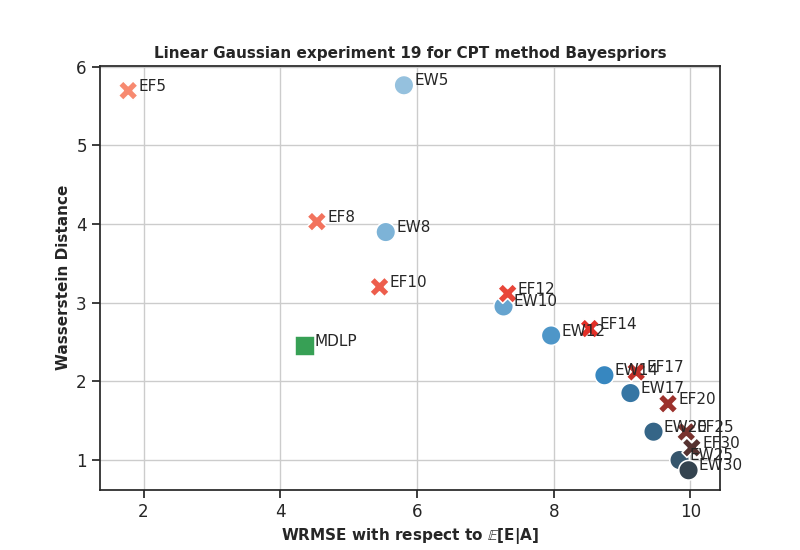 Linear Gaussian experiment 19 for CPT method Bayespriors
6
EF5
EW5
5
4
EF8
EW8
EF10
3
EF12
EW10
EF14
EW12
MDLP
2
EF17
EW14
EW17
EF20
EW20
EF25
1
EF30
EW25
EW30
2
4
6
8
10
Wasserstein Distance
WRMSE with respect to 𝔼[E|A]